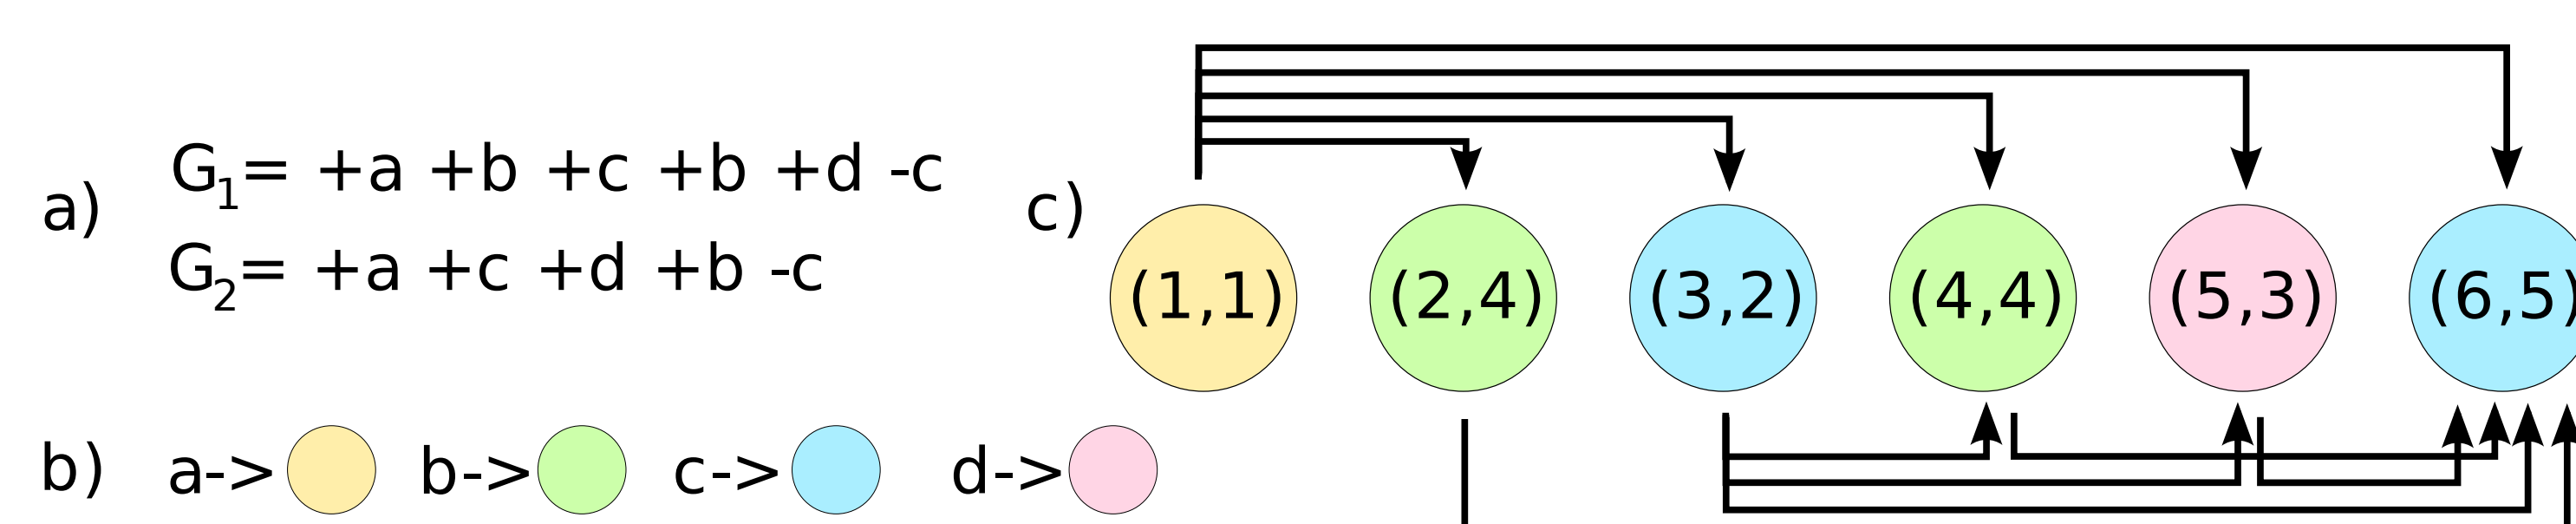 a)
G1= +a +b +c +b +d -c
G2= +a +c +d +b -c
b) a-> b-> c-> d->
c)
(1,1) (2,4) (3,2) (4,4) (5,3) (6,5)